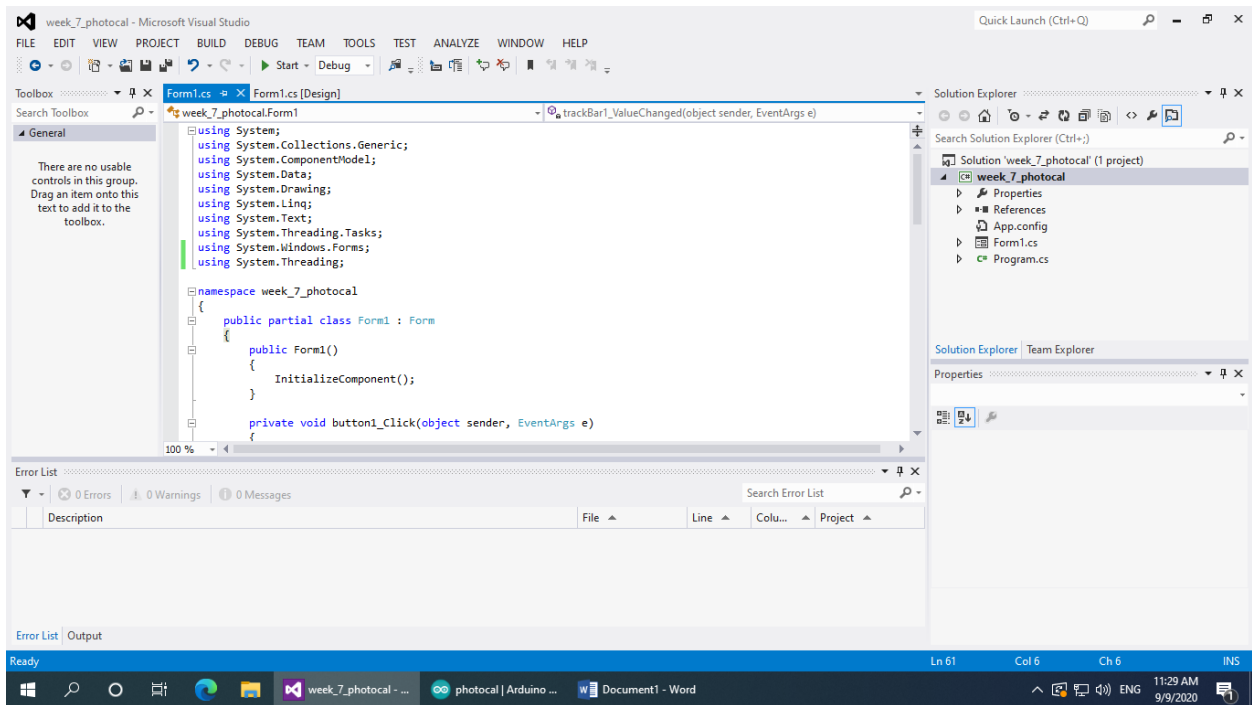 week_7_photocal - Microsoft Visual Studio
Quick Launch (Ctrl+Q)
FILE EDIT VIEW PROJECT BUILD DEBUG TEAM TOOLS TEST ANALYZE WINDOW HELP
Start Debug
Toolbox
Search Toolbox
General
There are no usable
controls in this group.
Drag an item onto this
text to add it to the
toolbox.
Form1.cs Form1.cs [Design]
week_7_photocal.Form1 trackBar1_ValueChanged(object sender, EventArgs e)
using System;
using System.Collections.Generic;
using System.ComponentModel;
using System.Data;
using System.Drawing;
using System.Linq;
using System.Text;
using System.Threading.Tasks;
using System.Windows.Forms;
using System.Threading;
namespace week_7_photocal
{
public partial class Form1 : Form
{
public Form1()
{
InitializeComponent();
}
private void button1_Click(object sender, EventArgs e)
{
100 %
Solution Explorer
Search Solution Explorer (Ctrl+;)
Solution 'week_7_photocal' (1 project)
C# week_7_photocal
Properties
References
App.config
Form1.cs
C# Program.cs
Solution Explorer Team Explorer
Properties
Error List
0 Errors 0 Warnings 0 Messages
Search Error List
Description File Line Colu... Project
Error List Output
Ready Ln 61 Col 6 Ch 6 INS
week_7_photocal - ... photocal | Arduino ... Document1 - Word
ENG
11:29 AM
9/9/2020
1